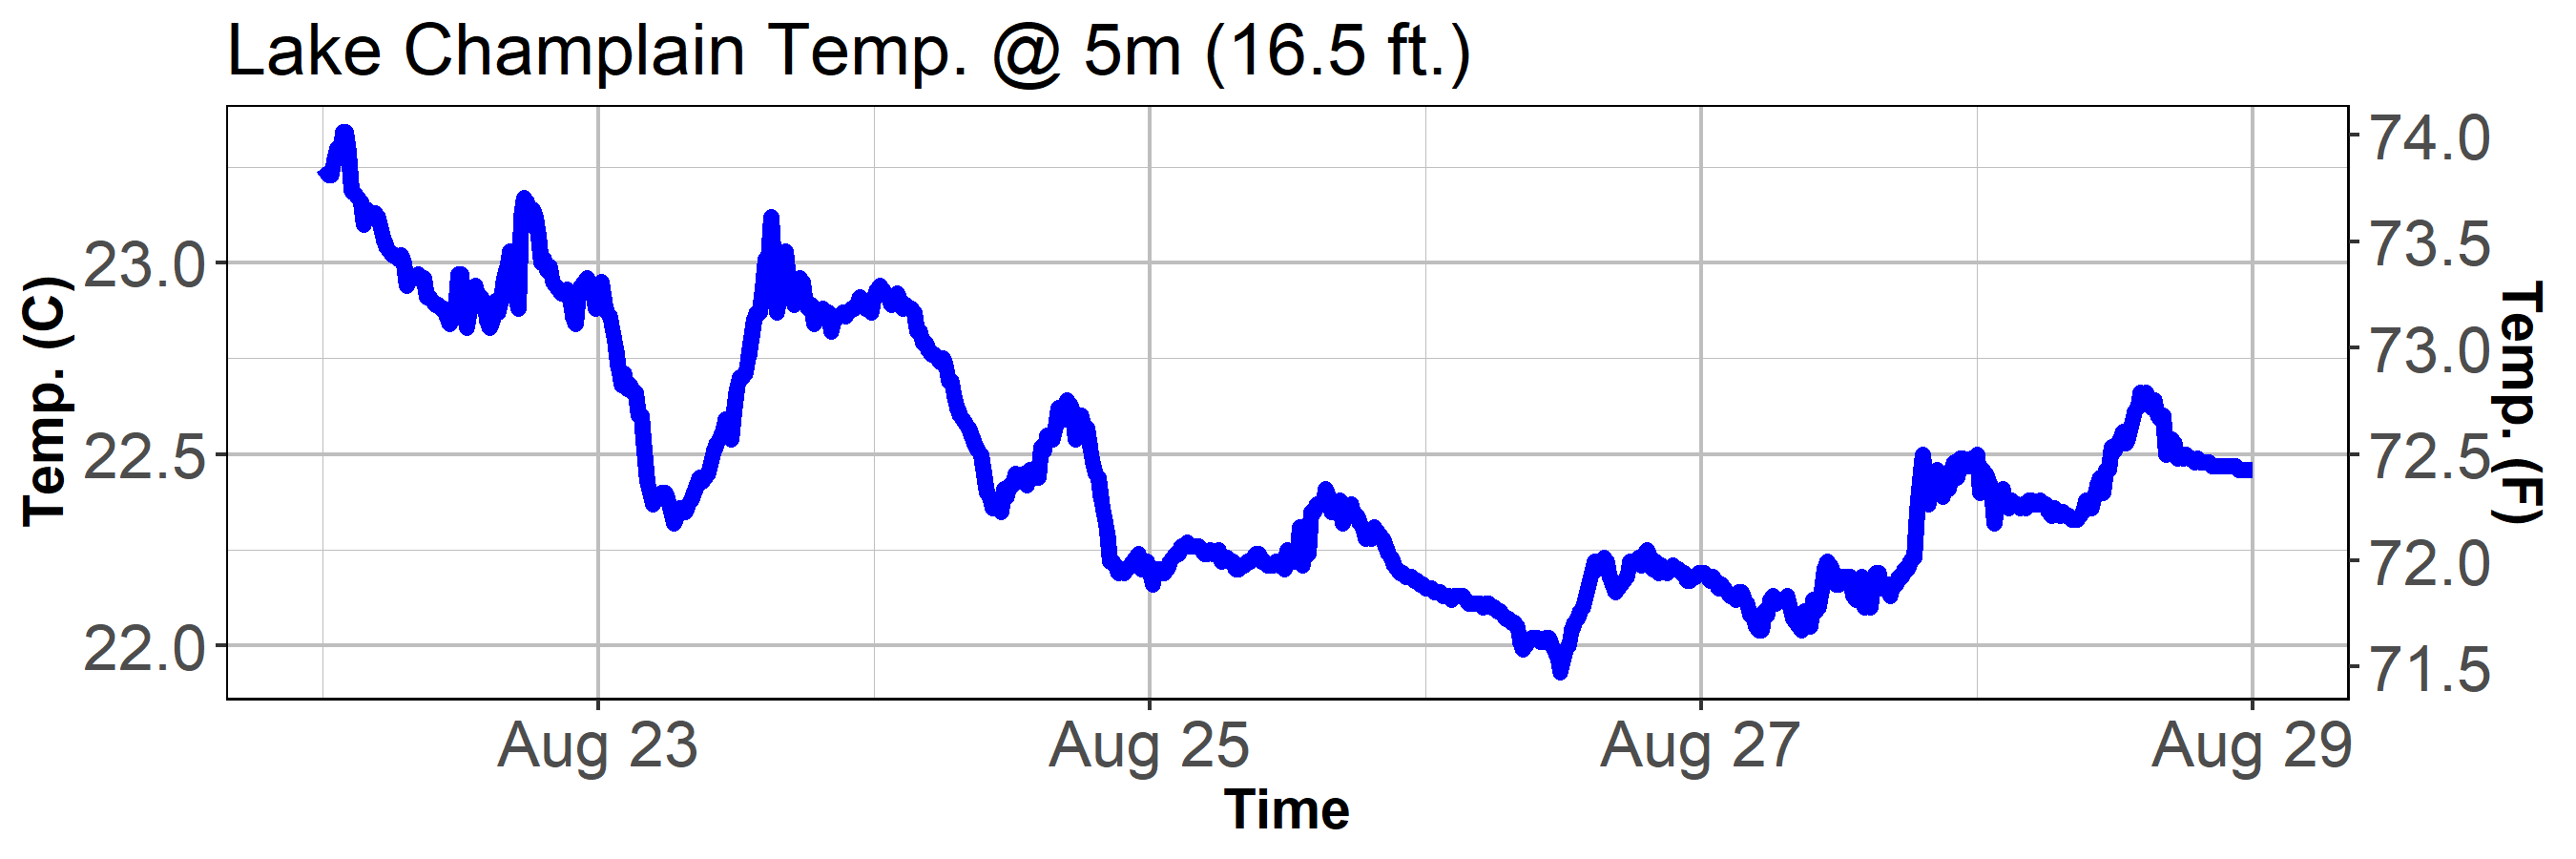 Lake Champlain Temp. @ 5m (16.5 ft.)
Temp. (C)
23.0
22.5
22.0
74.0
73.5
73.0
72.5
72.0
71.5
Temp. (F)
Aug 23
Aug 25
Aug 27
Aug 29
Time